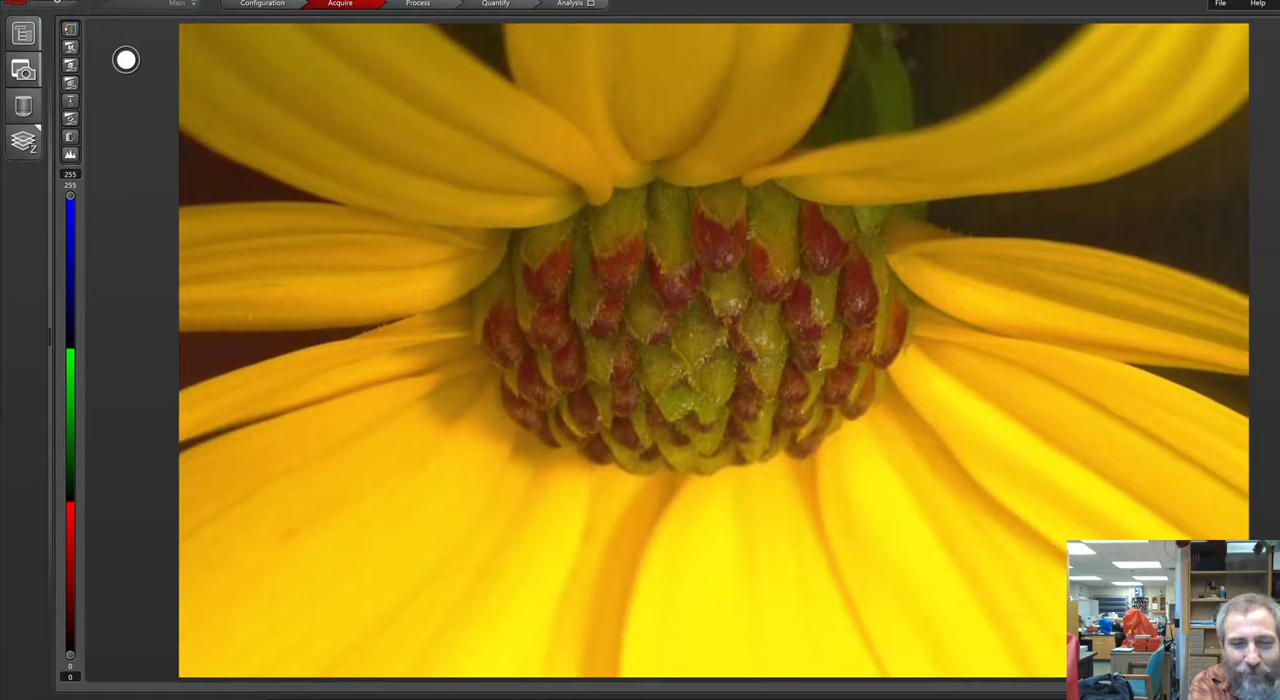 Main
Configuration
Acquire
Process
Quantify
Analysis
File
Help
255
255
Z
0
0